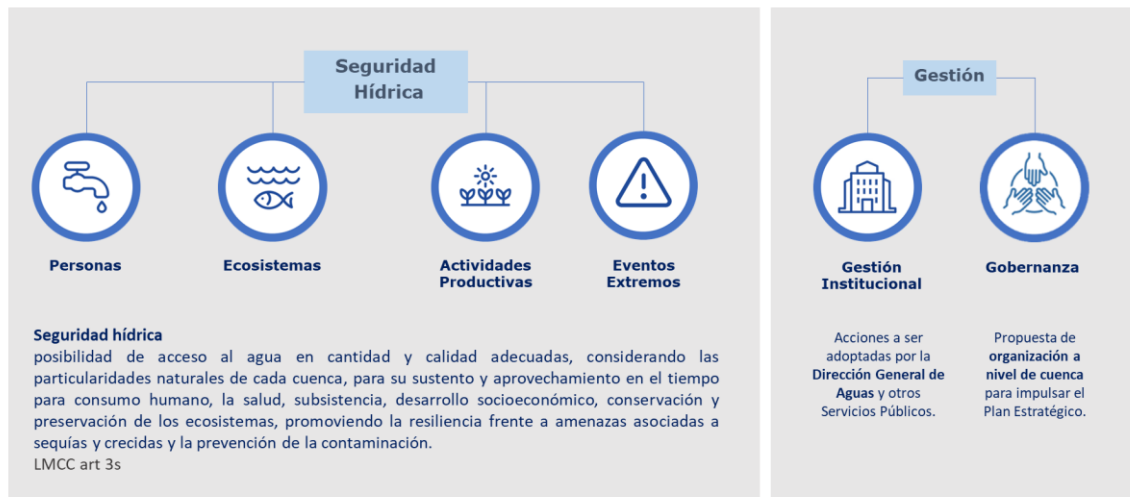 Seguridad
Hídrica
Personas
Ecosistemas
Actividades
Productivas
Eventos
Extremos
Seguridad hídrica
posibilidad de acceso al agua en cantidad y calidad adecuadas, considerando las
particularidades naturales de cada cuenca, para su sustento y aprovechamiento en el tiempo
para consumo humano, la salud, subsistencia, desarrollo socioeconómico, conservación y
preservación de los ecosistemas, promoviendo la resiliencia frente a amenazas asociadas a
sequías y crecidas y la prevención de la contaminación.
LMCC art 3s
Gestión
Gestión
Institucional
Gobernanza
Acciones a ser
adoptadas por la
Dirección General de
Aguas y otros
Servicios Públicos.
Propuesta de
organización a
nivel de cuenca
para impulsar el
Plan Estratégico.